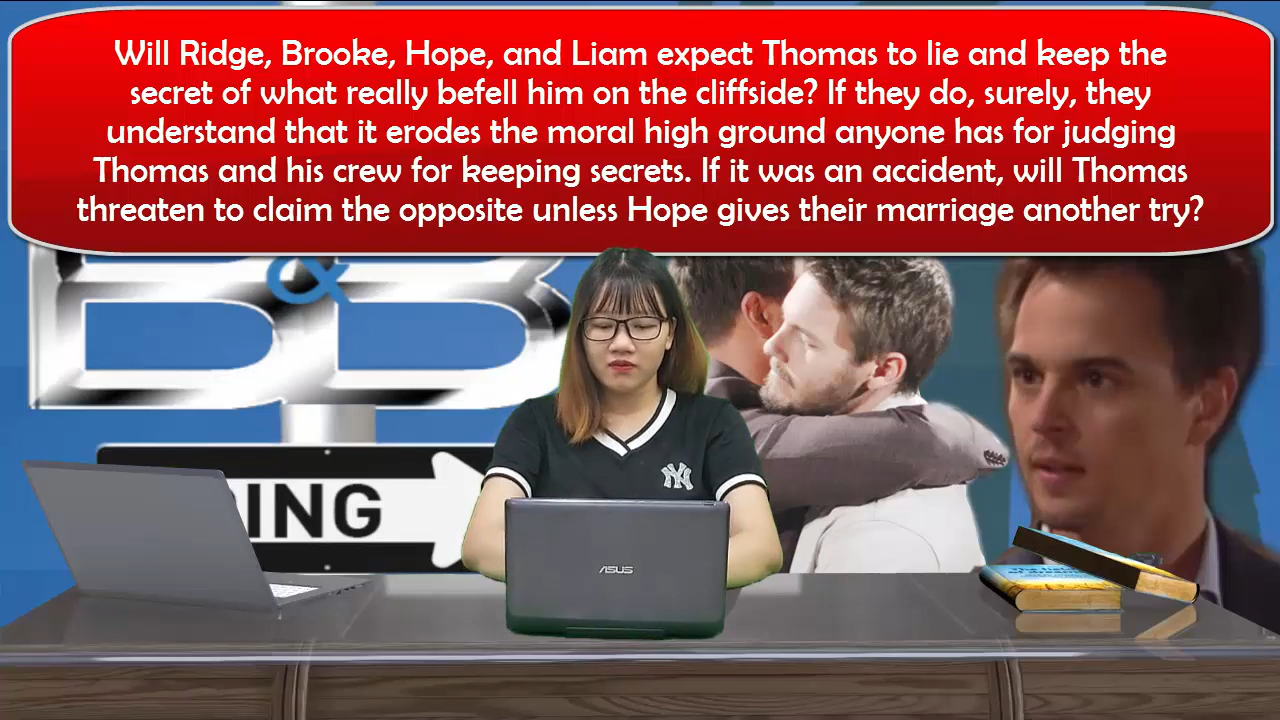 Will Ridge, Brooke, Hope, and Liam expect Thomas to lie and keep the
secret of what really befell him on the cliffside? If they do, surely, they
understand that it erodes the moral high ground anyone has for judging
Thomas and his crew for keeping secrets. If it was an accident, will Thomas
threaten to claim the opposite unless Hope gives their marriage another try?
B&B
ING
NY
ASUS